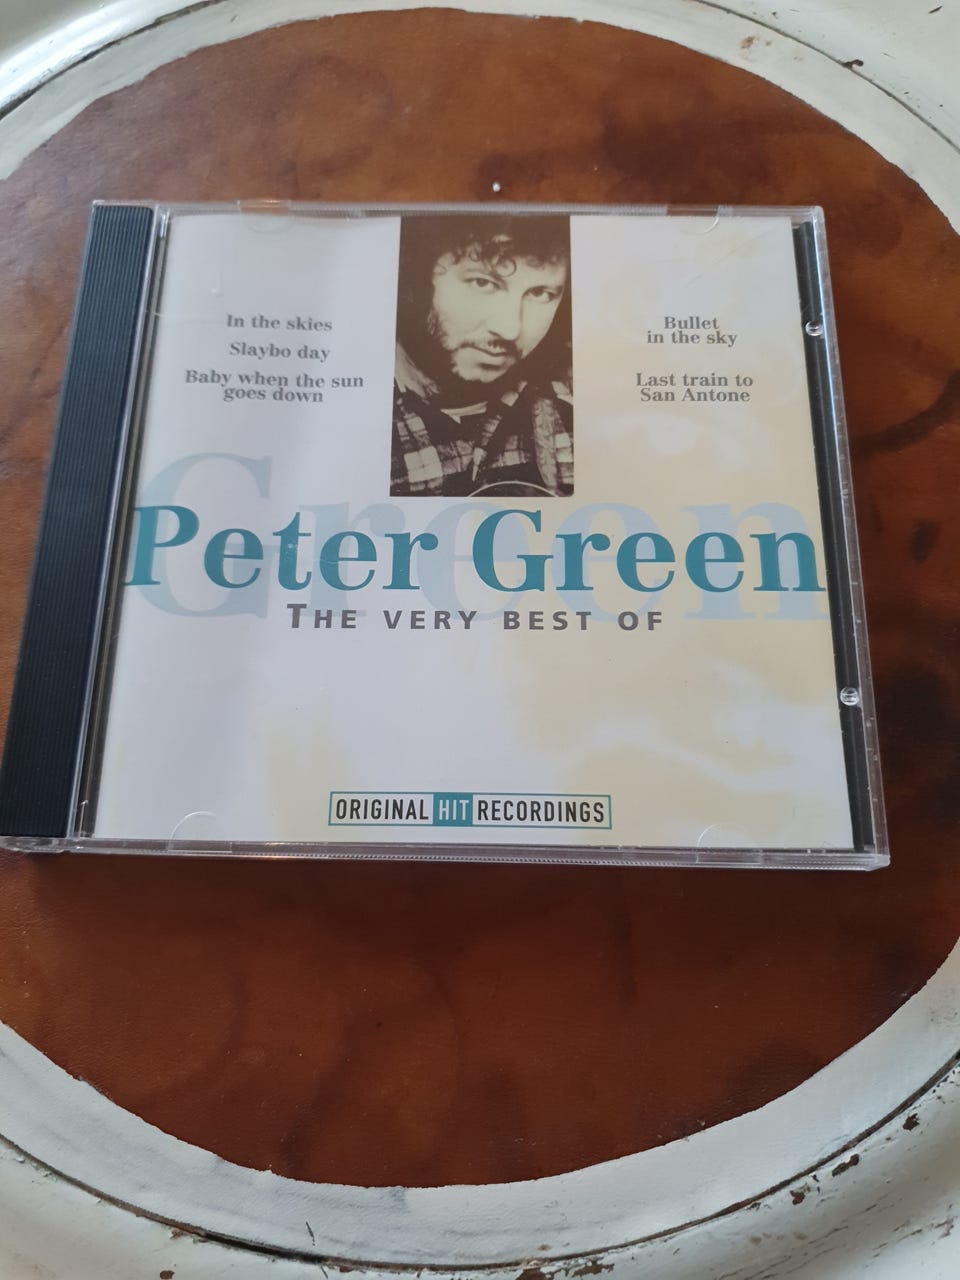 In the skies
Slaybo day
Baby when the sun
goes down
Bullet
in the sky
Last train to
San Antone
Green
Peter Green
THE VERY BEST OF
ORIGINAL HIT RECORDINGS